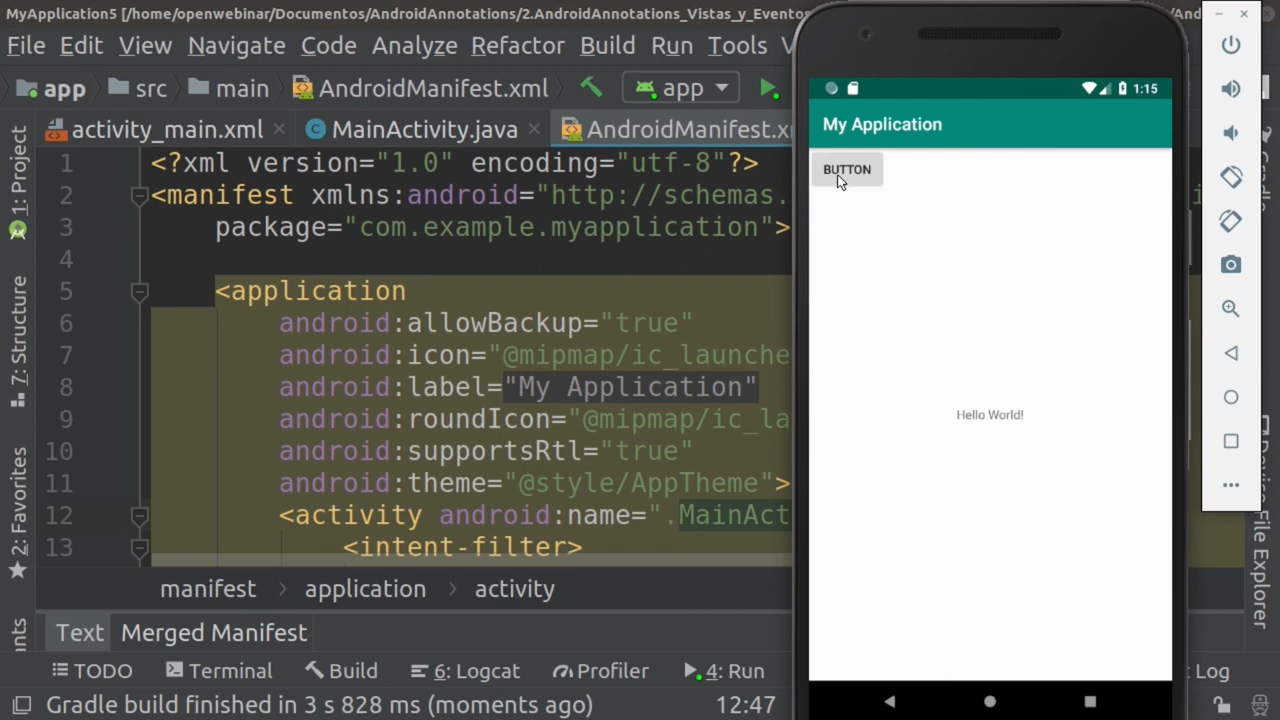 MyApplication5 [/home/openwebinar/Documentos/AndroidAnnotations/2.AndroidAnnotations_Vistas_y_Eventos
File Edit View Navigate Code Analyze Refactor Build Run Tools
app src main AndroidManifest.xml app
activity_main.xml MainActivity.java AndroidManifest.x
1: Project
7: Structure
2: Favorites
1 <?xml version="1.0" encoding="utf-8"?>
2 <manifest xmlns:android="http://schemas.
3 package="com.example.myapplication">
4
5 <application
6 android:allowBackup="true"
7 android:icon="@mipmap/ic_launche
8 android:label="My Application"
9 android:roundIcon="@mipmap/ic_la
10 android:supportsRtl="true"
11 android:theme="@style/AppTheme">
12 <activity android:name=".MainAct
13 <intent-filter>
manifest application activity
Text Merged Manifest
TODO Terminal Build 6: Logcat Profiler 4: Run Log
Gradle build finished in 3 s 828 ms (moments ago) 12:47
1:15
My Application
BUTTON
Hello World!
File Explorer